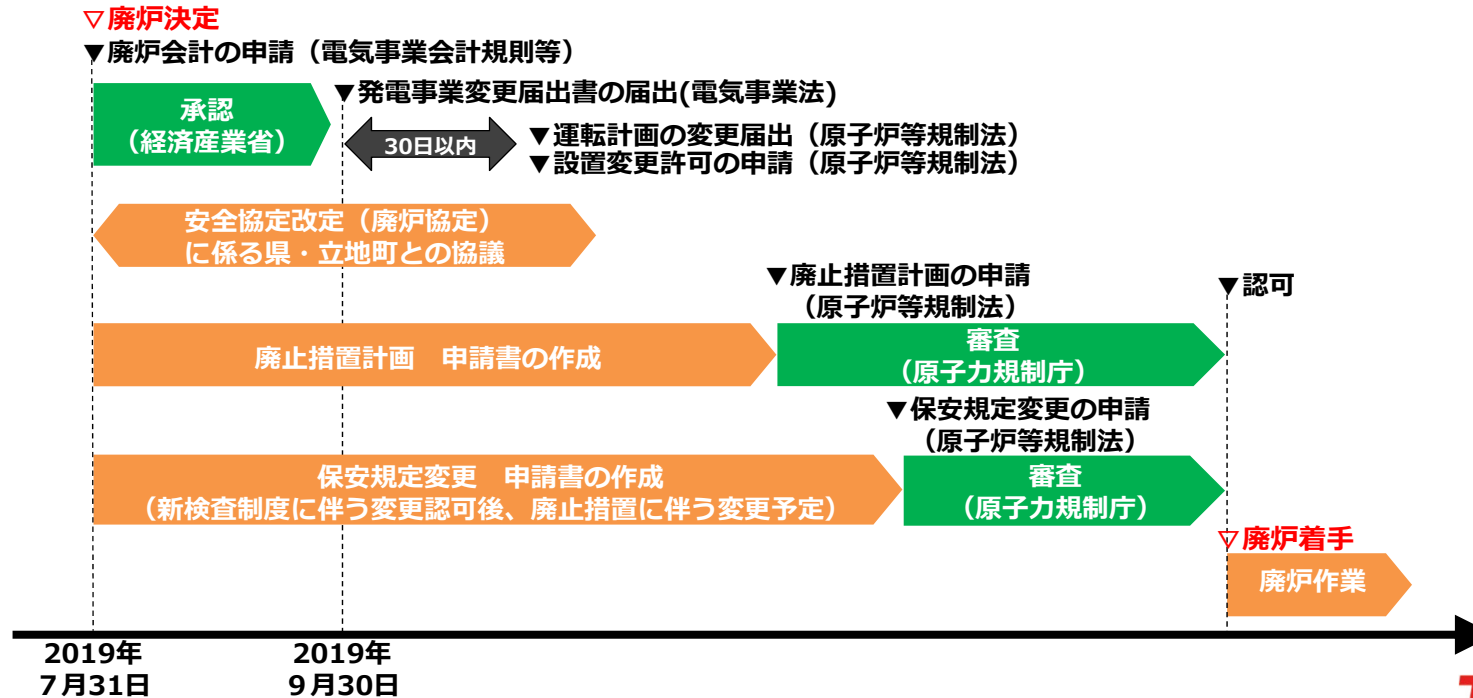 ▽廃炉決定
▼廃炉会計の申請（電気事業会計規則等）
承認
（経済産業省）
▼発電事業変更届出書の届出(電気事業法)
30日以内
▼運転計画の変更届出（原子炉等規制法）
▼設置変更許可の申請（原子炉等規制法）
安全協定改定（廃炉協定）
に係る県・立地町との協議
▼廃止措置計画の申請
（原子炉等規制法）
▼認可
廃止措置計画　申請書の作成
審査
（原子力規制庁）
▼保安規定変更の申請
（原子炉等規制法）
保安規定変更　申請書の作成
（新検査制度に伴う変更認可後、廃止措置に伴う変更予定）
審査
（原子力規制庁）
▽廃炉着手
廃炉作業
2019年
７月31日
2019年
９月30日